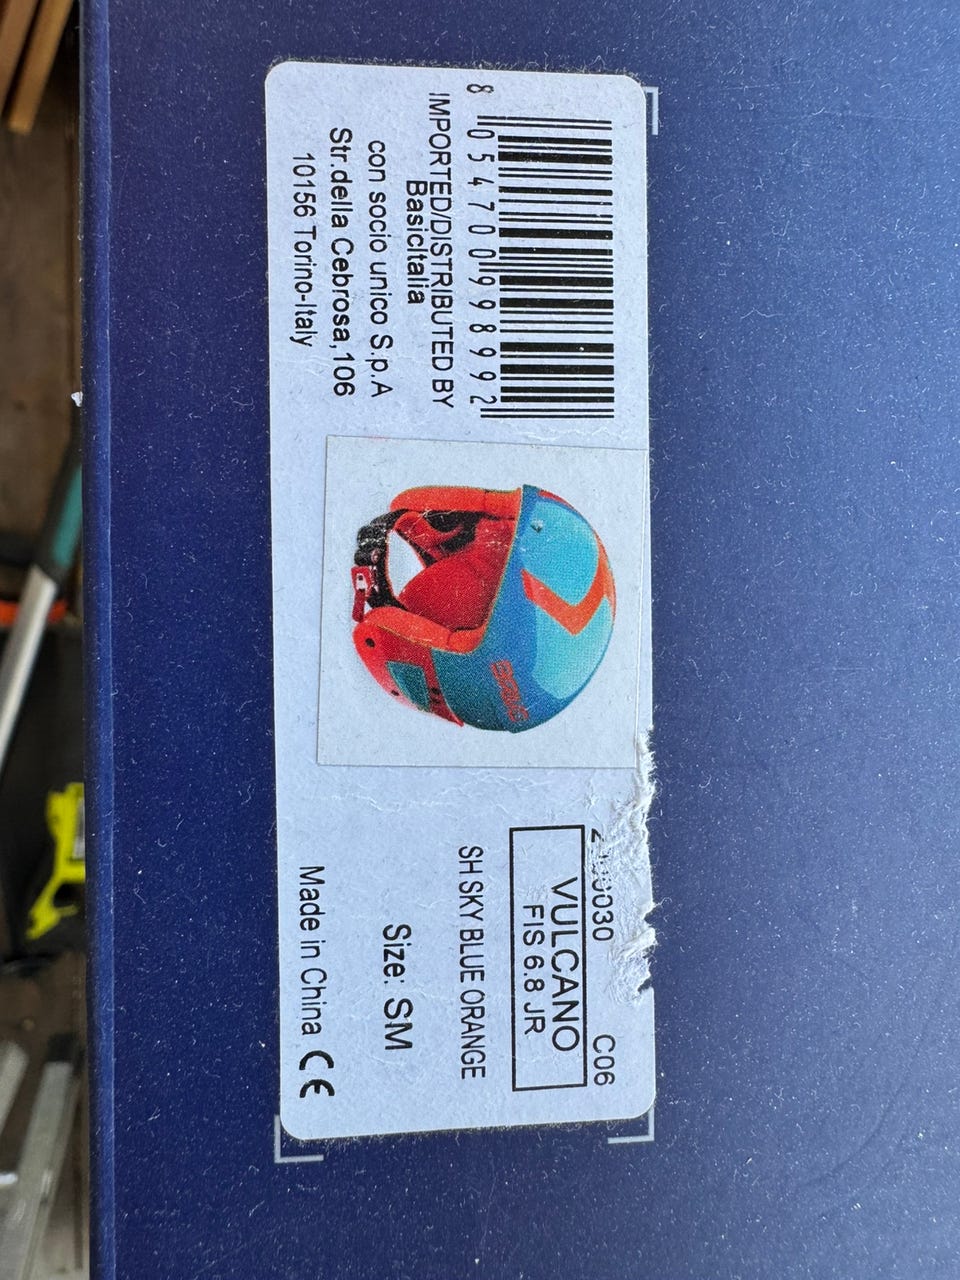 8 054700 998992
IMPORTED/DISTRIBUTED BY
BasicItalia
con socio unico S.p.A
Str.della Cebrosa,106
10156 Torino-Italy
C06
VULCANO
FIS 6.8 JR
SH SKY BLUE ORANGE
Size: SM
Made in China CE